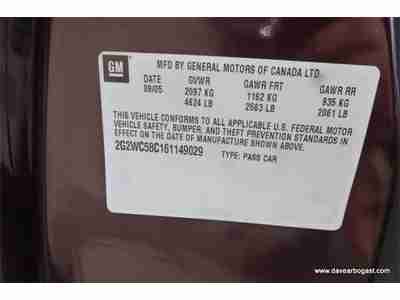 GM
MFD BY GENERAL MOTORS OF CANADA LTD.
DATE GVWR GAWR FRT GAWR RR
09/05 2097 KG 1162 KG 935 KG
4624 LB 2563 LB 2061 LB
THIS VEHICLE CONFORMS TO ALL APPLICABLE U.S. FEDERAL MOTOR
VEHICLE SAFETY, BUMPER, AND THEFT PREVENTION STANDARDS IN
EFFECT ON THE DATE OF MANUFACTURE SHOWN ABOVE.
2G2WC58C161149029 TYPE: PASS CAR
www.davearbogast.com